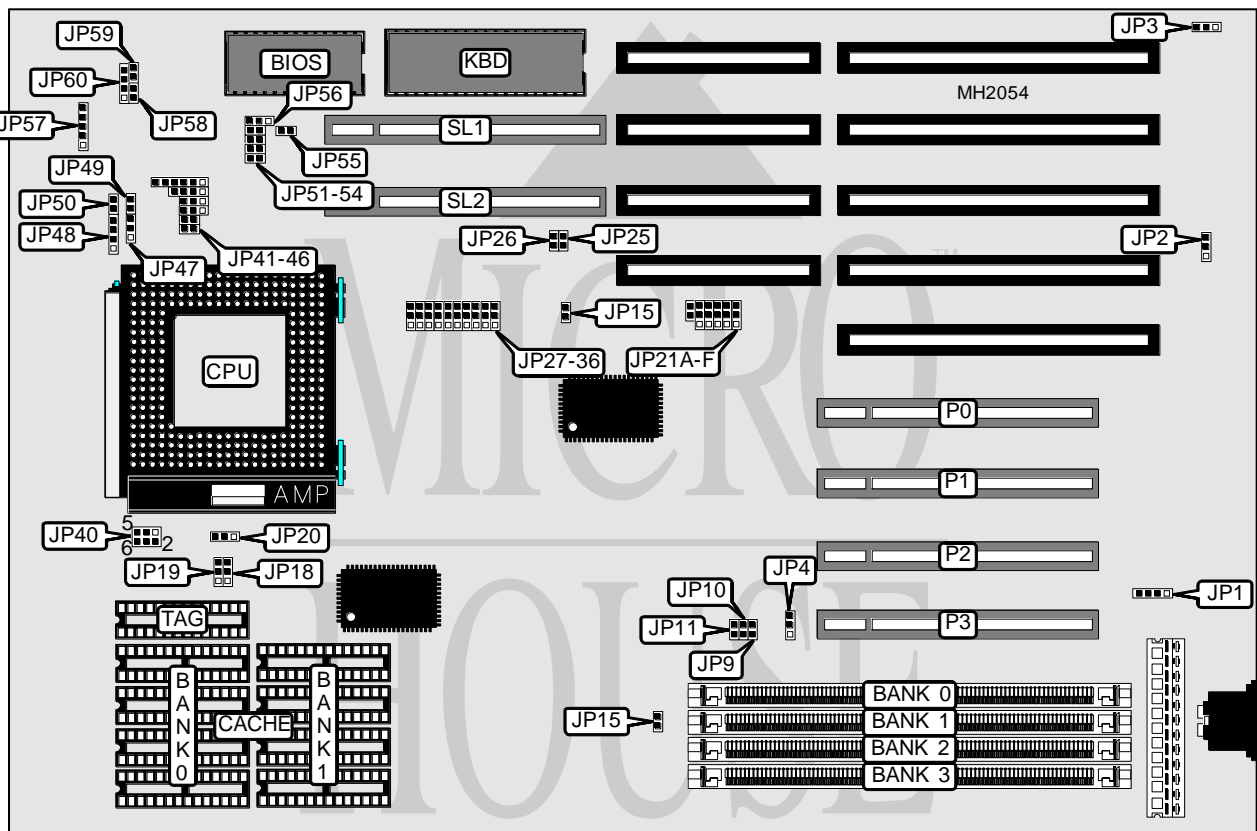 JP59
JP3
BIOS
KBD
JP60
JP56
MH2054
JP57
JP58
SL1
JP55
JP49
JP51-54
JP50
SL2
JP48
JP26
JP25
JP2
JP47
JP41-46
™
JP15
CPU
JP27-36
JP21A-F
MICRO
P0
P1
AMP
5
JP40
JP20
6
2
P2
JP19
JP18
JP4
JP10
JP1
HOUSE
TAG
JP11
P3
JP9
BANK0
BANK1
CACHE
BANK 0
JP15
BANK 1
BANK 2
BANK 3